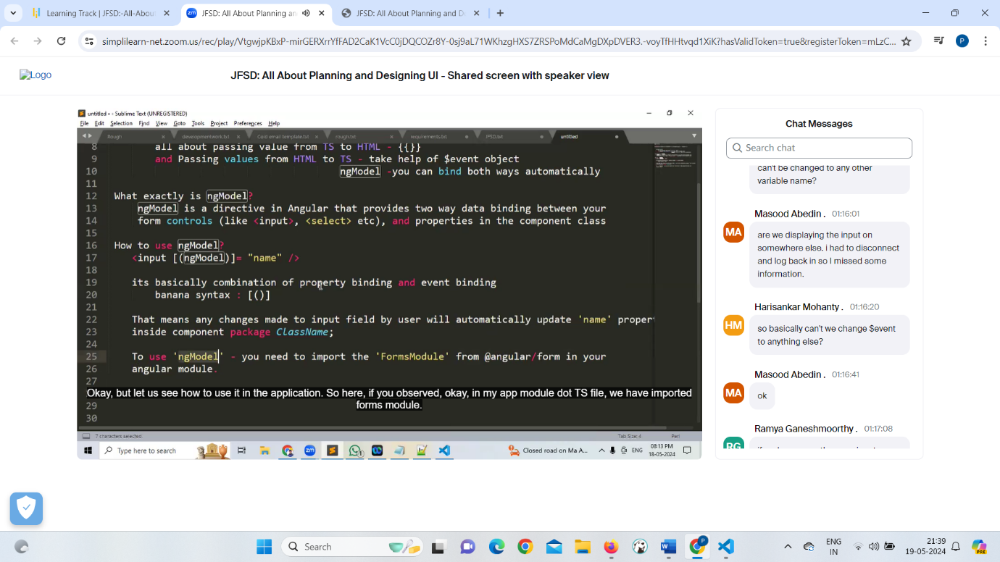 Learning Track | JFSD:-All-Abou
JFSD: All About Planning an
JFSD: All About Planning and D
simplilearn-net.zoom.us/rec/play/VtgwjpKBxP-mirGERXrrYfFAD2CaK1VcC0jDQCOZr8Y-0sj9aL71WKhzgHXS7ZRSPoMdCaMgDXpDVER3.-voyTfHHtvqd1XiK?hasValidToken=true&registerToken=mLzC...
P
Logo
JFSD: All About Planning and Designing UI - Shared screen with speaker view
untitled • - Sublime Text (UNREGISTERED)
File Edit Selection Find View Goto Tools Project Preferences Help
Rough developmentwork.txt Cold email template.txt rough.txt requirements.txt JFSD.txt untitled
8 all about passing value from TS to HTML - {{}}
9 and Passing values from HTML to TS - take help of $event object
10 ngModel -you can bind both ways automatically
11
12 What exactly is ngModel?
13 ngModel is a directive in Angular that provides two way data binding between your
14 form controls (like <input>, <select> etc), and properties in the component class
15
16 How to use ngModel?
17 <input [(ngModel)]= "name" />
18
19 its basically combination of property binding and event binding
20 banana syntax : [()]
21
22 That means any changes made to input field by user will automatically update 'name' propert
23 inside component package ClassName;
24
25 To use 'ngModel' - you need to import the 'FormsModule' from @angular/form in your
26 angular module.
27
Okay, but let us see how to use it in the application. So here, if you observed, okay, in my app module dot TS file, we have imported
forms module.
29
30
7 characters selected Tab Size: 4 Perl
Type here to search
Closed road on Ma A...
ENG
08:13 PM
18-05-2024
Chat Messages
Search chat
can't be changed to any other
variable name?
Masood Abedin . 01:16:01
MA
are we displaying the input on
somewhere else. i had to disconnect
and log back in so I missed some
information.
Harisankar Mohanty . 01:16:20
HM
so basically can't we change $event
to anything else?
Masood Abedin . 01:16:41
MA
ok
Ramya Ganeshmoorthy . 01:17:08
RG
Search
ENG
IN
21:39
19-05-2024
PRE